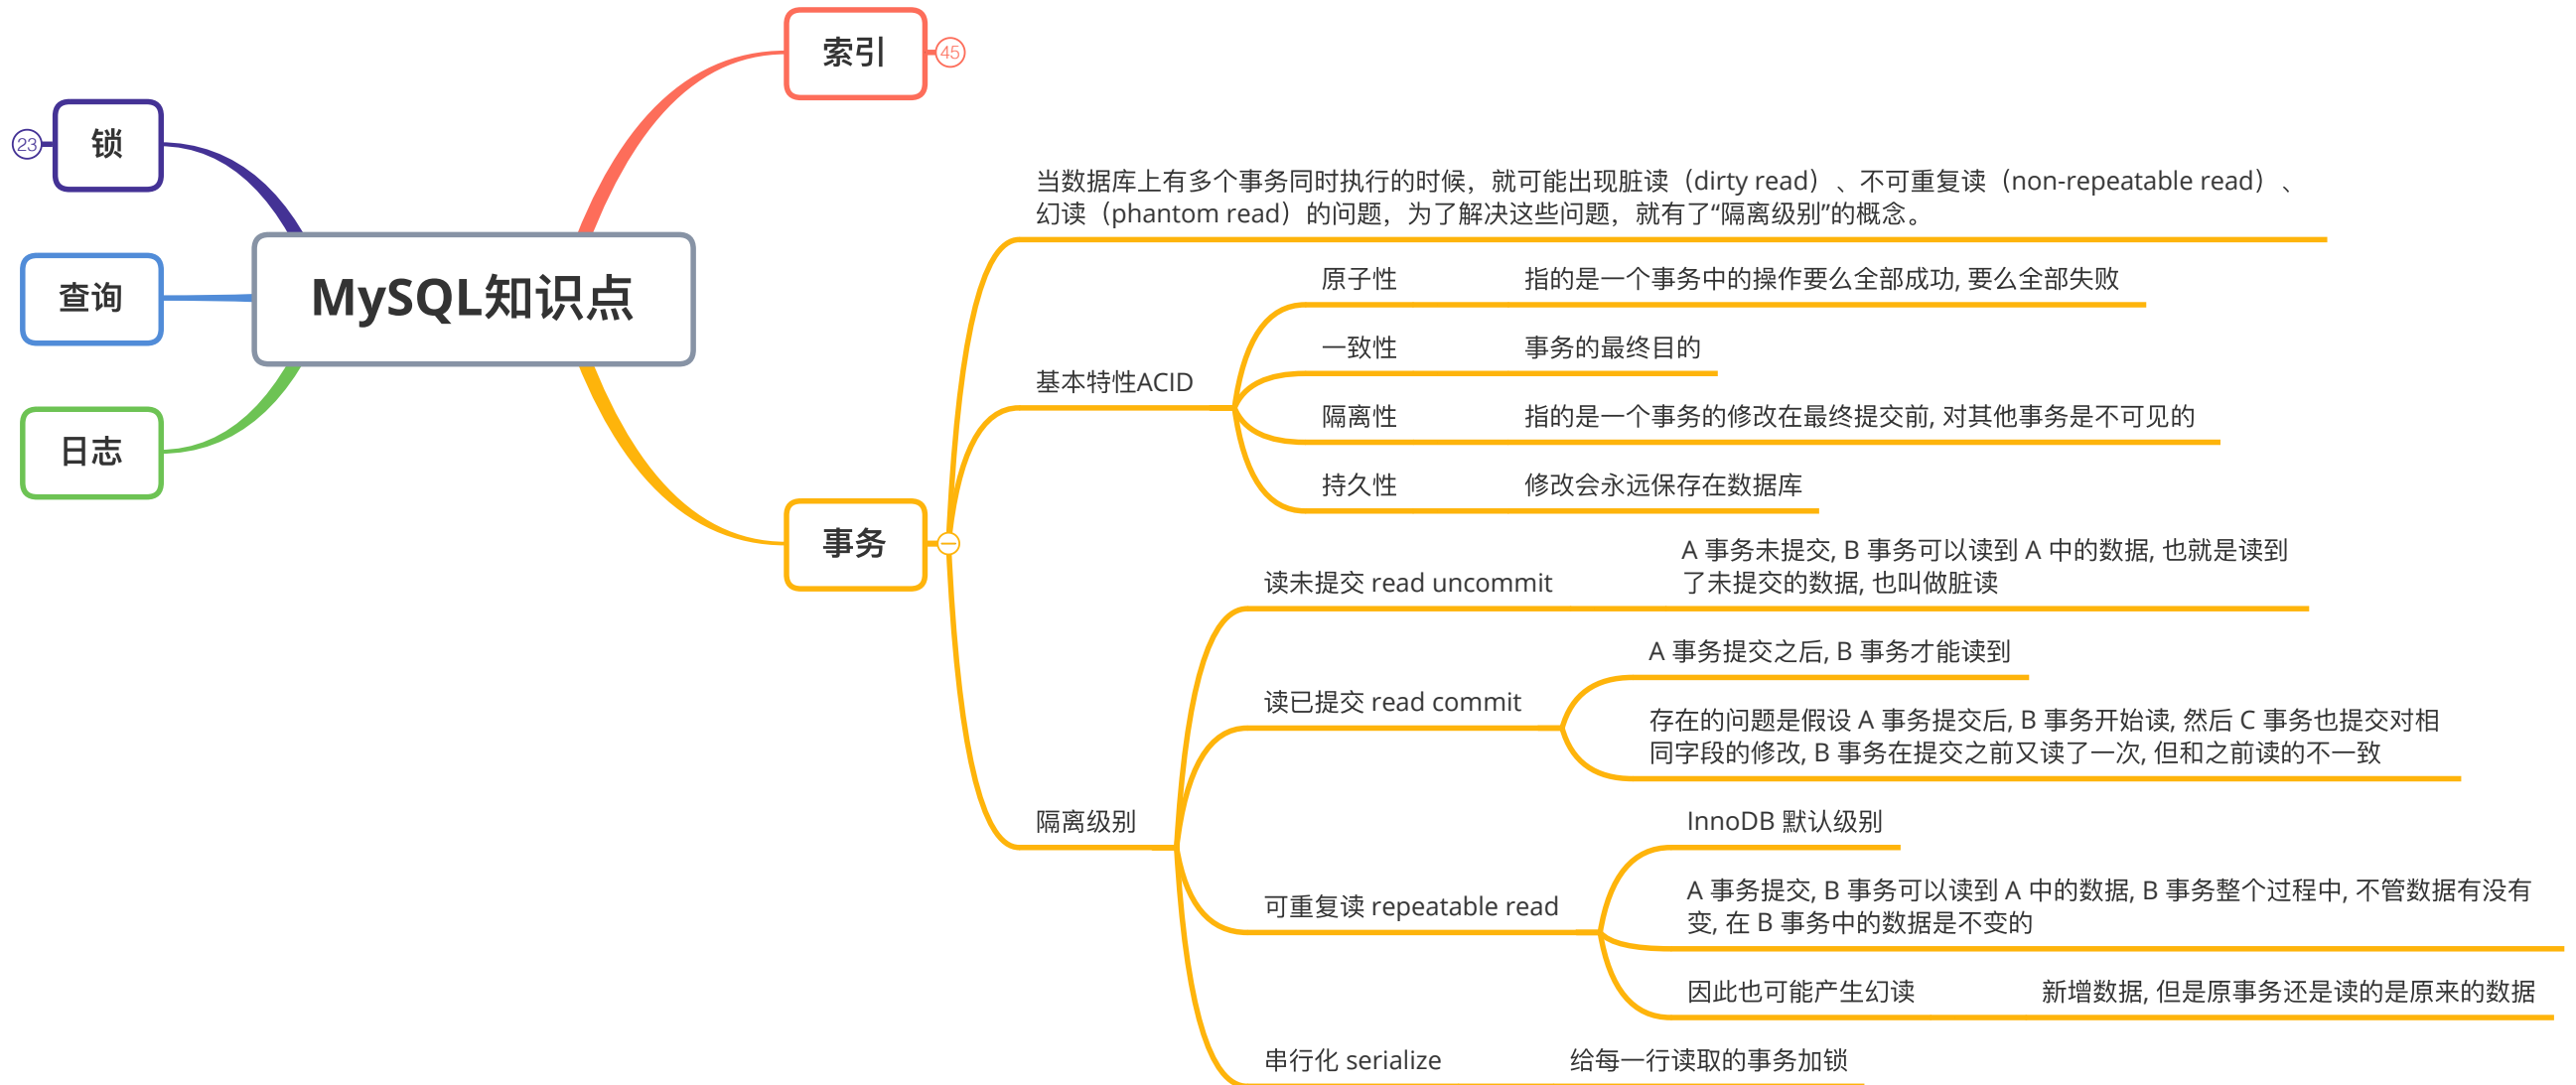 索引
45
锁
23
查询
MySQL知识点
日志
事务
当数据库上有多个事务同时执行的时候，就可能出现脏读（dirty read）、不可重复读（non-repeatable read）、
幻读（phantom read）的问题，为了解决这些问题，就有了“隔离级别”的概念。
基本特性ACID
原子性
指的是一个事务中的操作要么全部成功, 要么全部失败
一致性
事务的最终目的
隔离性
指的是一个事务的修改在最终提交前, 对其他事务是不可见的
持久性
修改会永远保存在数据库
隔离级别
读未提交 read uncommit
A 事务未提交, B 事务可以读到 A 中的数据, 也就是读到
了未提交的数据, 也叫做脏读
读已提交 read commit
A 事务提交之后, B 事务才能读到
存在的问题是假设 A 事务提交后, B 事务开始读, 然后 C 事务也提交对相
同字段的修改, B 事务在提交之前又读了一次, 但和之前读的不一致
可重复读 repeatable read
InnoDB 默认级别
A 事务提交, B 事务可以读到 A 中的数据, B 事务整个过程中, 不管数据有没有
变, 在 B 事务中的数据是不变的
因此也可能产生幻读
新增数据, 但是原事务还是读的是原来的数据
串行化 serialize
给每一行读取的事务加锁